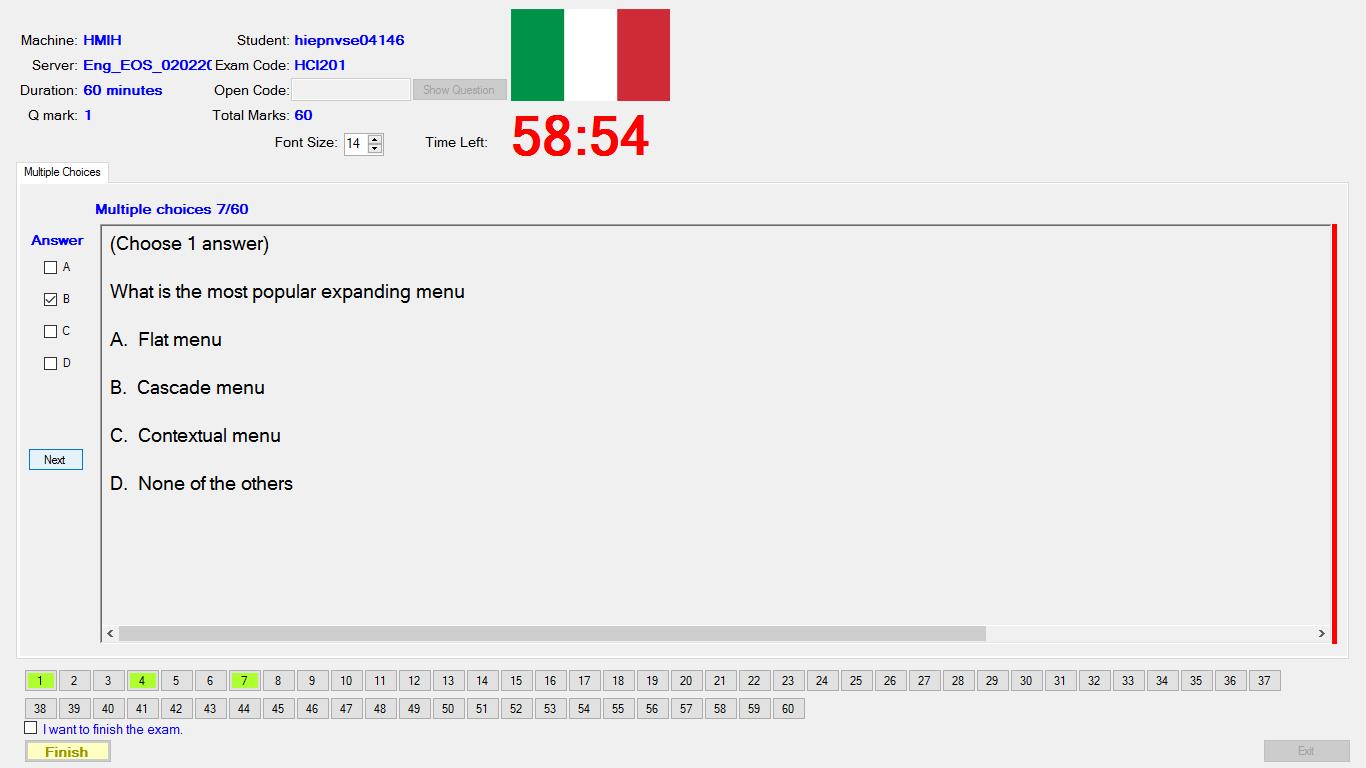 Machine: HMIH Student: hiepnvse04146
Server: Eng_EOS_02022 Exam Code: HCI201
Duration: 60 minutes Open Code: Show Question
Q mark: 1 Total Marks: 60
Font Size: 14 Time Left: 58:54
Multiple Choices
Multiple choices 7/60
Answer
A
B
C
D
Next
(Choose 1 answer)
What is the most popular expanding menu
A. Flat menu
B. Cascade menu
C. Contextual menu
D. None of the others
1 2 3 4 5 6 7 8 9 10 11 12 13 14 15 16 17 18 19 20 21 22 23 24 25 26 27 28 29 30 31 32 33 34 35 36 37
38 39 40 41 42 43 44 45 46 47 48 49 50 51 52 53 54 55 56 57 58 59 60
I want to finish the exam.
Finish
Exit